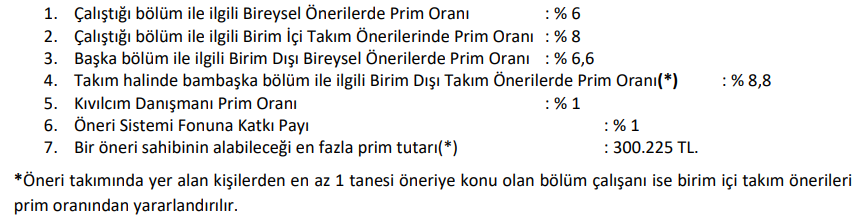 1. Çalıştığı bölüm ile ilgili Bireysel Önerilerde Prim Oranı : % 6
2. Çalıştığı bölüm ile ilgili Birim İçi Takım Önerilerinde Prim Oranı : % 8
3. Başka bölüm ile ilgili Birim Dışı Bireysel Önerilerde Prim Oranı : % 6,6
4. Takım halinde bambaşka bölüm ile ilgili Birim Dışı Takım Önerilerde Prim Oranı(*) : % 8,8
5. Kıvılcım Danışmanı Prim Oranı : % 1
6. Öneri Sistemi Fonuna Katkı Payı : % 1
7. Bir öneri sahibinin alabileceği en fazla prim tutarı(*) : 300.225 TL.
*Öneri takımında yer alan kişilerden en az 1 tanesi öneriye konu olan bölüm çalışanı ise birim içi takım önerileri
prim oranından yararlandırılır.